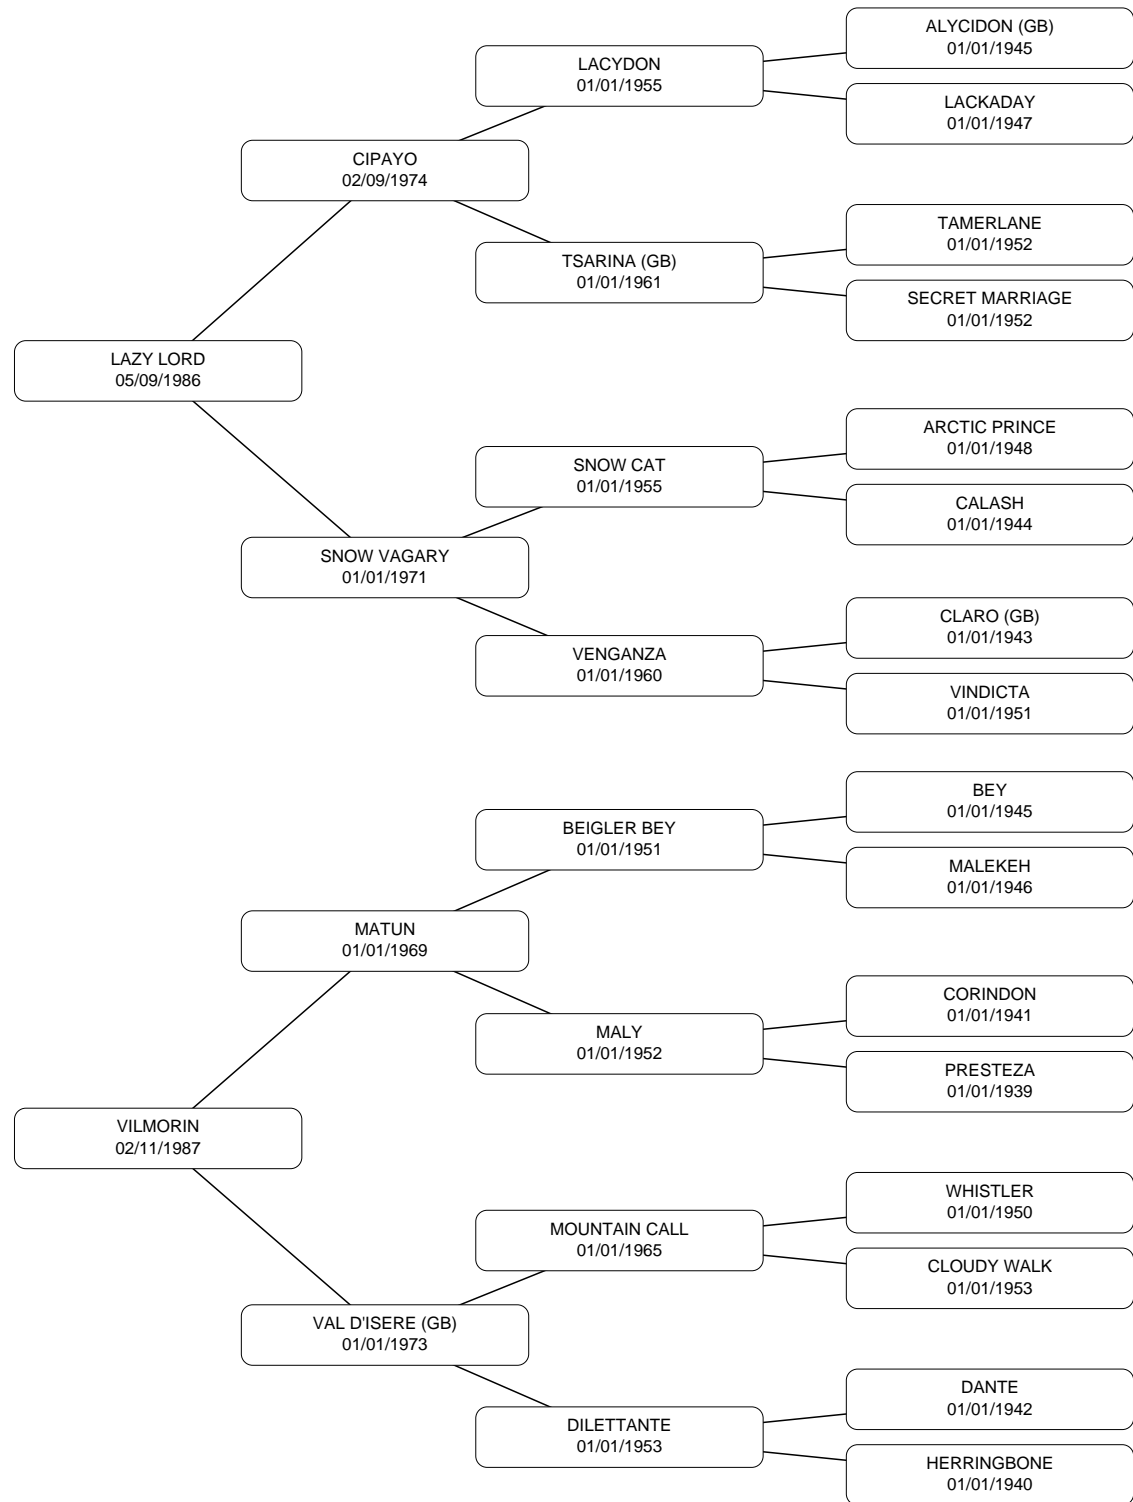 ALYCIDON (GB)
01/01/1945
LACYDON
01/01/1955
LACKADAY
01/01/1947
CIPAYO
02/09/1974
TAMERLANE
01/01/1952
TSARINA (GB)
01/01/1961
SECRET MARRIAGE
01/01/1952
LAZY LORD
05/09/1986
ARCTIC PRINCE
01/01/1948
SNOW CAT
01/01/1955
CALASH
01/01/1944
SNOW VAGARY
01/01/1971
CLARO (GB)
01/01/1943
VENGANZA
01/01/1960
VINDICTA
01/01/1951
BEY
01/01/1945
BEIGLER BEY
01/01/1951
MALEKEH
01/01/1946
MATUN
01/01/1969
CORINDON
01/01/1941
MALY
01/01/1952
PRESTEZA
01/01/1939
VILMORIN
02/11/1987
WHISTLER
01/01/1950
MOUNTAIN CALL
01/01/1965
CLOUDY WALK
01/01/1953
VAL D'ISERE (GB)
01/01/1973
DANTE
01/01/1942
DILETTANTE
01/01/1953
HERRINGBONE
01/01/1940